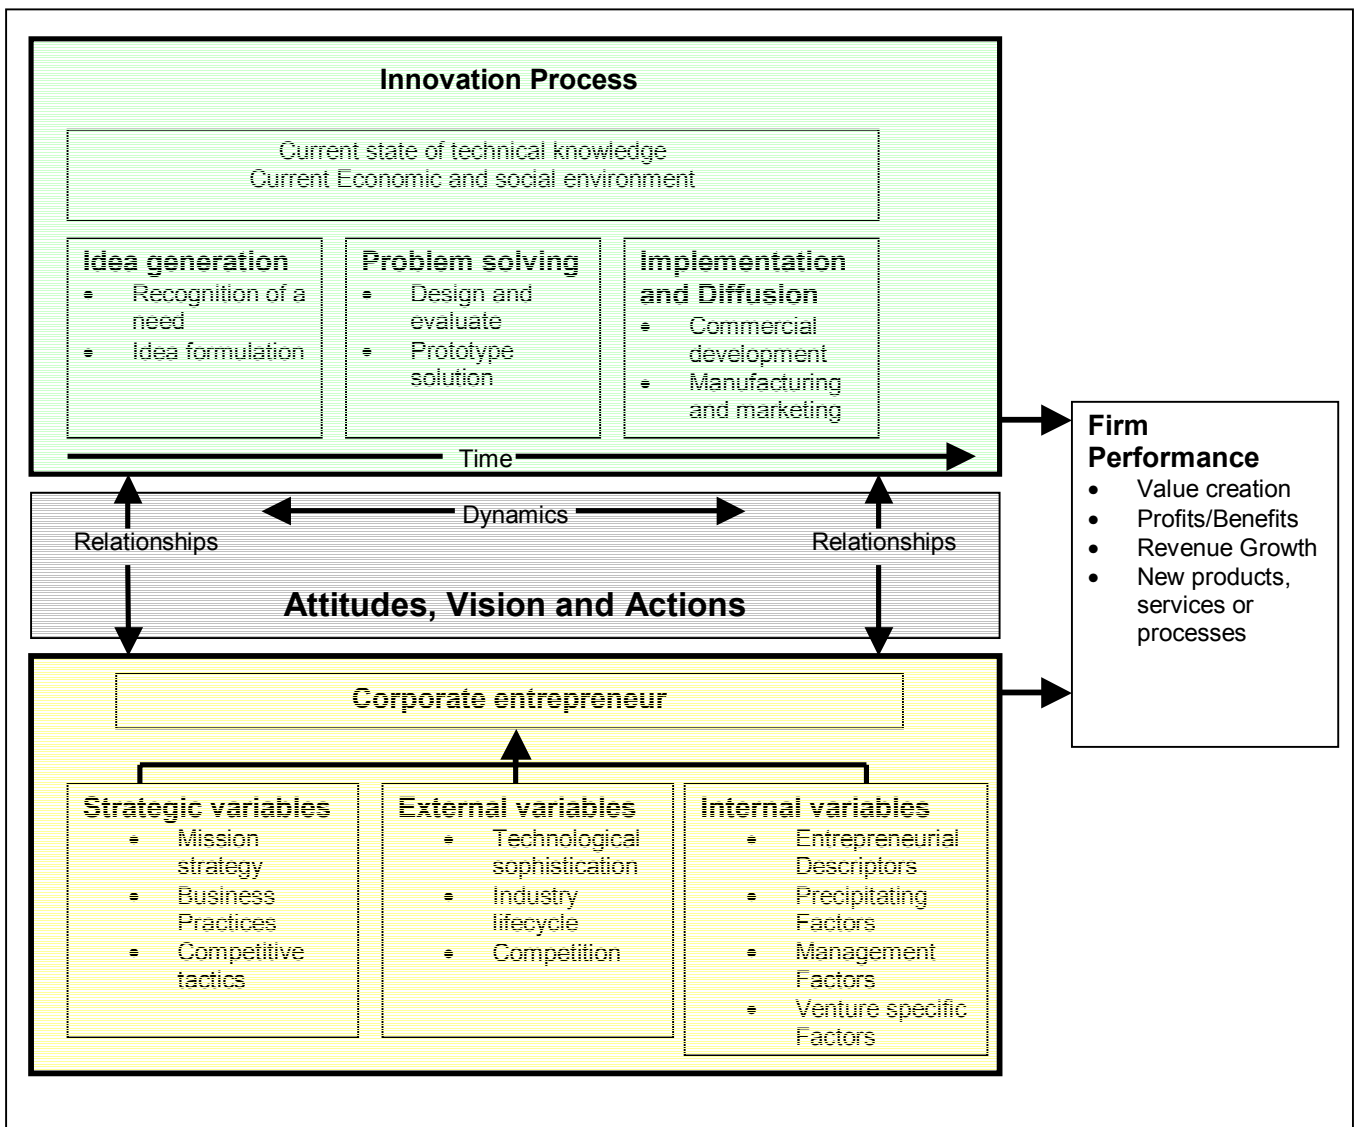 Innovation Process
Current state of technical knowledge
Current Economic and social environment
Idea generation
• Recognition of a
need
• Idea formulation
Problem solving
• Design and
evaluate
• Prototype
solution
Implementation
and Diffusion
• Commercial
development
• Manufacturing
and marketing
Time
Dynamics
Relationships
Relationships
Attitudes, Vision and Actions
Corporate entrepreneur
Strategic variables
• Mission
strategy
• Business
Practices
• Competitive
tactics
External variables
• Technological
sophistication
• Industry
lifecycle
• Competition
Internal variables
• Entrepreneurial
Descriptors
• Precipitating
Factors
• Management
Factors
• Venture specific
Factors
Firm
Performance
• Value creation
• Profits/Benefits
• Revenue Growth
• New products,
services or
processes